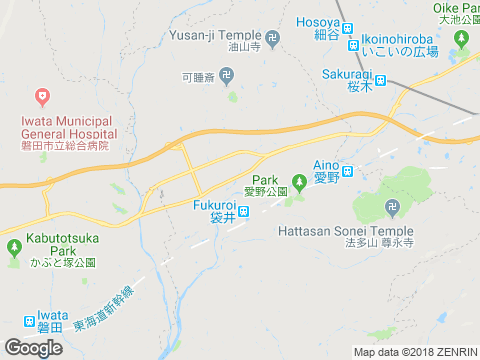 Hosoya
細谷
Oike Par
大池公園
Yusan-ji Temple
油山寺
Ikoinohiroba
いこいの広場
可睡斎
Sakuragi
桜木
Iwata Municipal
General Hospital
磐田市立総合病院
Aino
愛野
Park
愛野公園
Fukuroi
袋井
Hattasan Sonei Temple
法多山 尊永寺
Kabutotsuka
Park
かぶと塚公園
東海道新幹線
Iwata
磐田
Google
Map data ©2018 ZENRIN